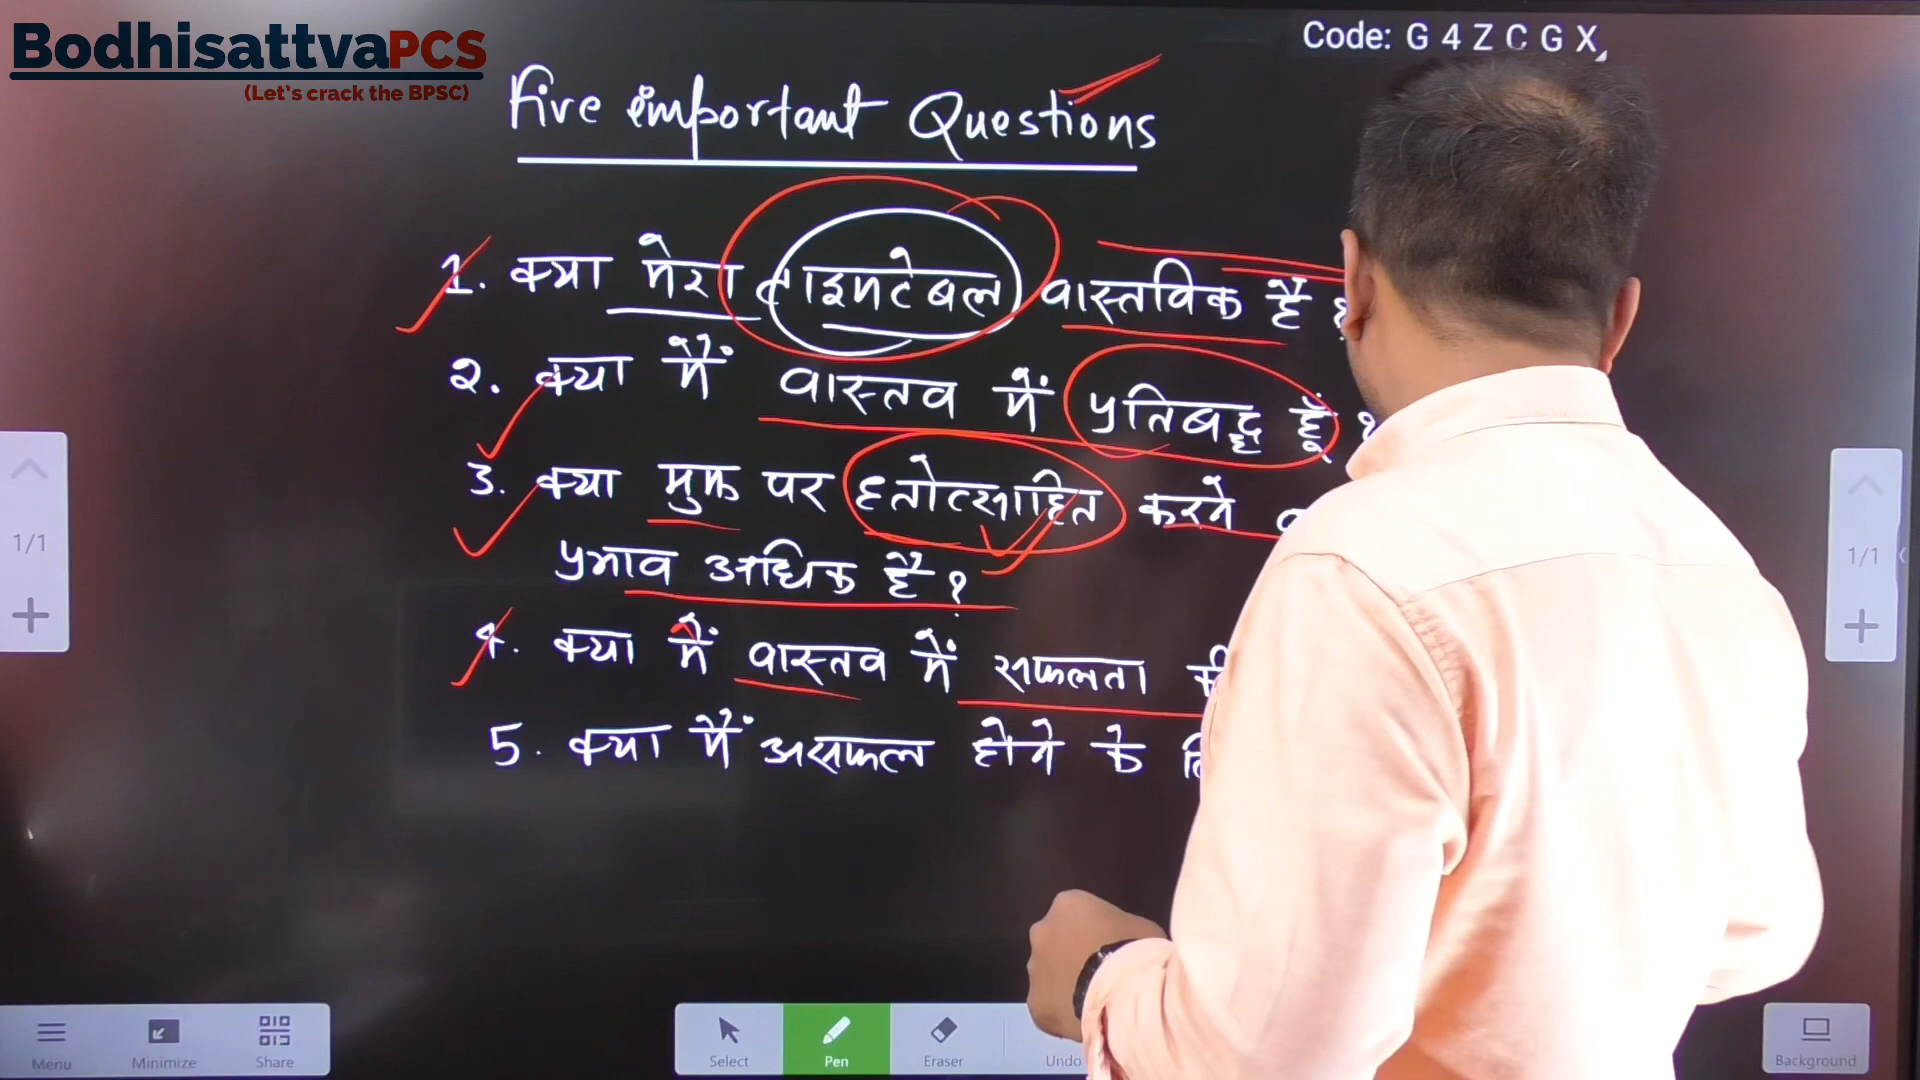 BodhisattvaPCS
(Let's crack the BPSC)
Code: G 4 Z C G X
Five important Questions
1. क्या मेरा टाइमटेबल वास्तविक है ?
२. क्या मैं वास्तव में प्रतिबद्ध हूँ ?
3. क्या मुझ पर हतोत्साहित करने
प्रभाव अधिक है ?
4. क्या मैं वास्तव में सफलता की
5. क्या मैं असफल होने के
1/1
1/1
Menu
Minimize
Share
Select
Pen
Eraser
Undo
Background